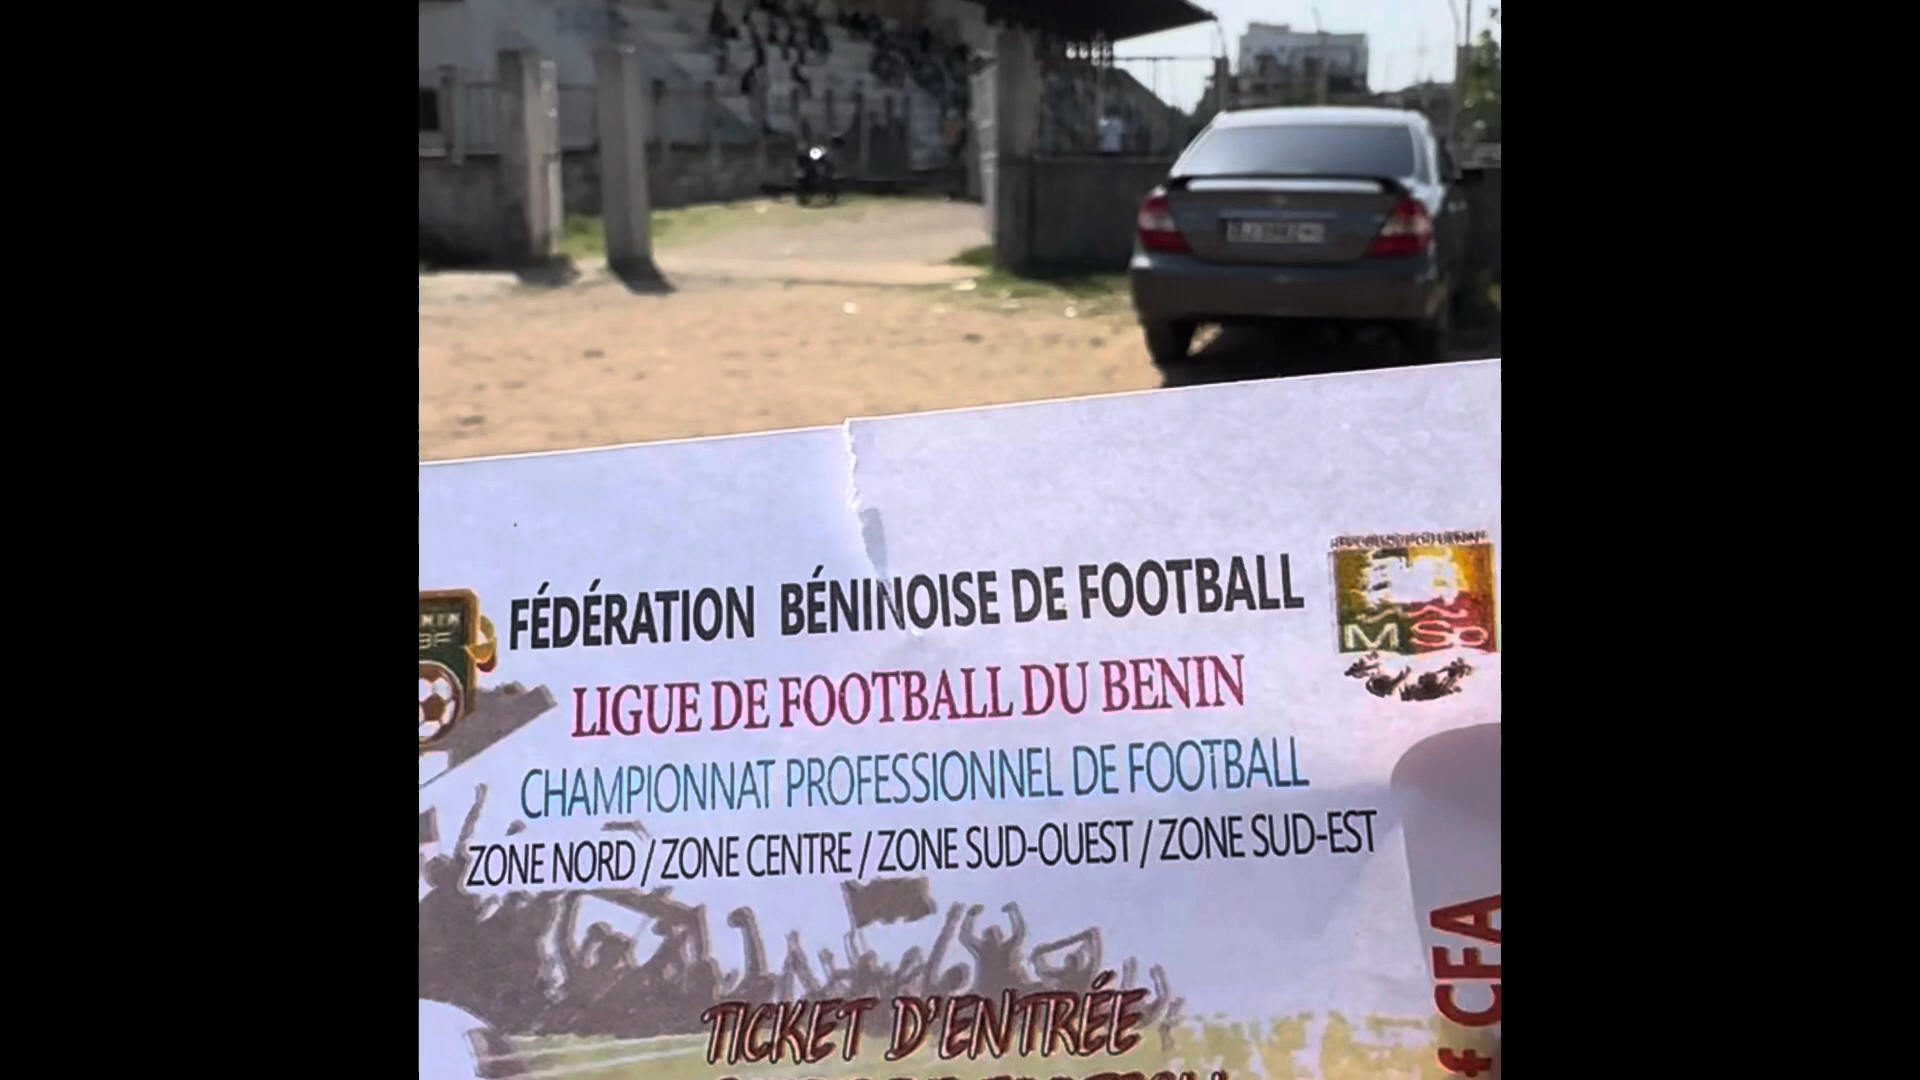 FÉDÉRATION BÉNINOISE DE FOOTBALL
LIGUE DE FOOTBALL DU BENIN
CHAMPIONNAT PROFESSIONNEL DE FOOTBALL
ZONE NORD / ZONE CENTRE / ZONE SUD-OUEST / ZONE SUD-EST
TICKET D'ENTRÉE
f CFA